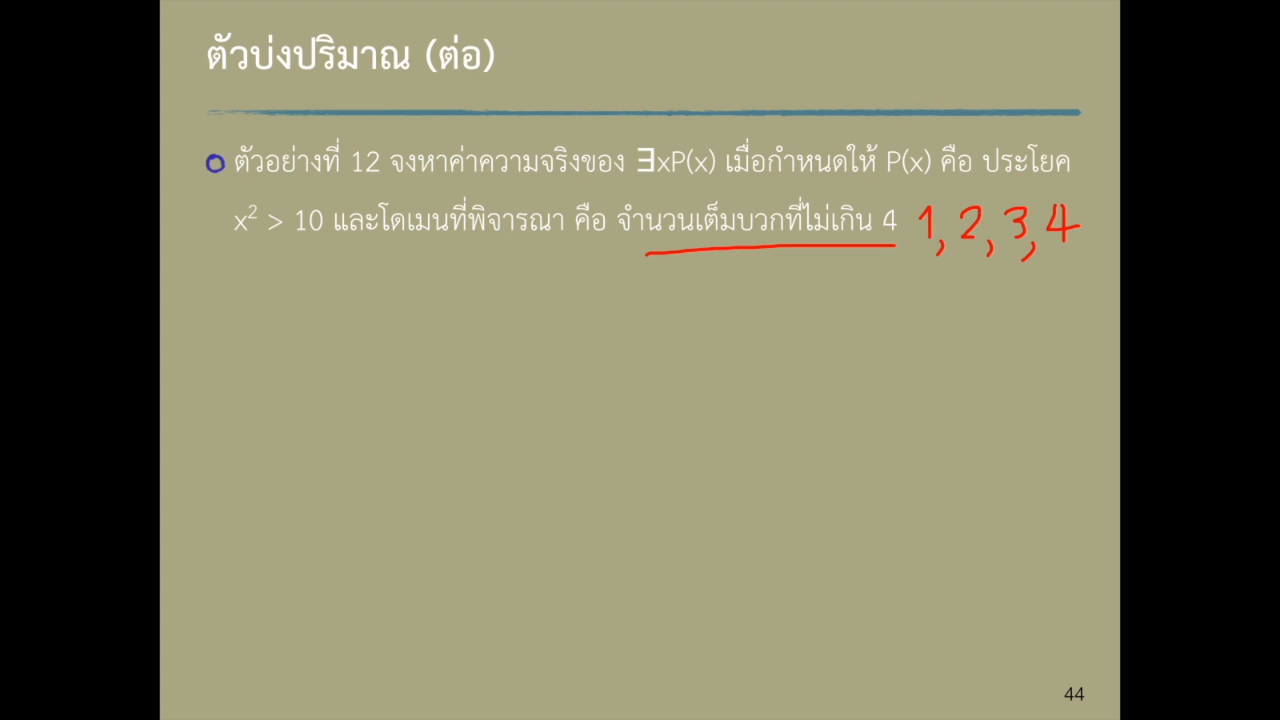 ตัวบ่งปริมาณ (ต่อ)
ตัวอย่างที่ 12 จงหาค่าความจริงของ ∃xP(x) เมื่อกำหนดให้ P(x) คือ ประโยค
x² > 10 และโดเมนที่พิจารณา คือ จำนวนเต็มบวกที่ไม่เกิน 4 1, 2, 3, 4
44